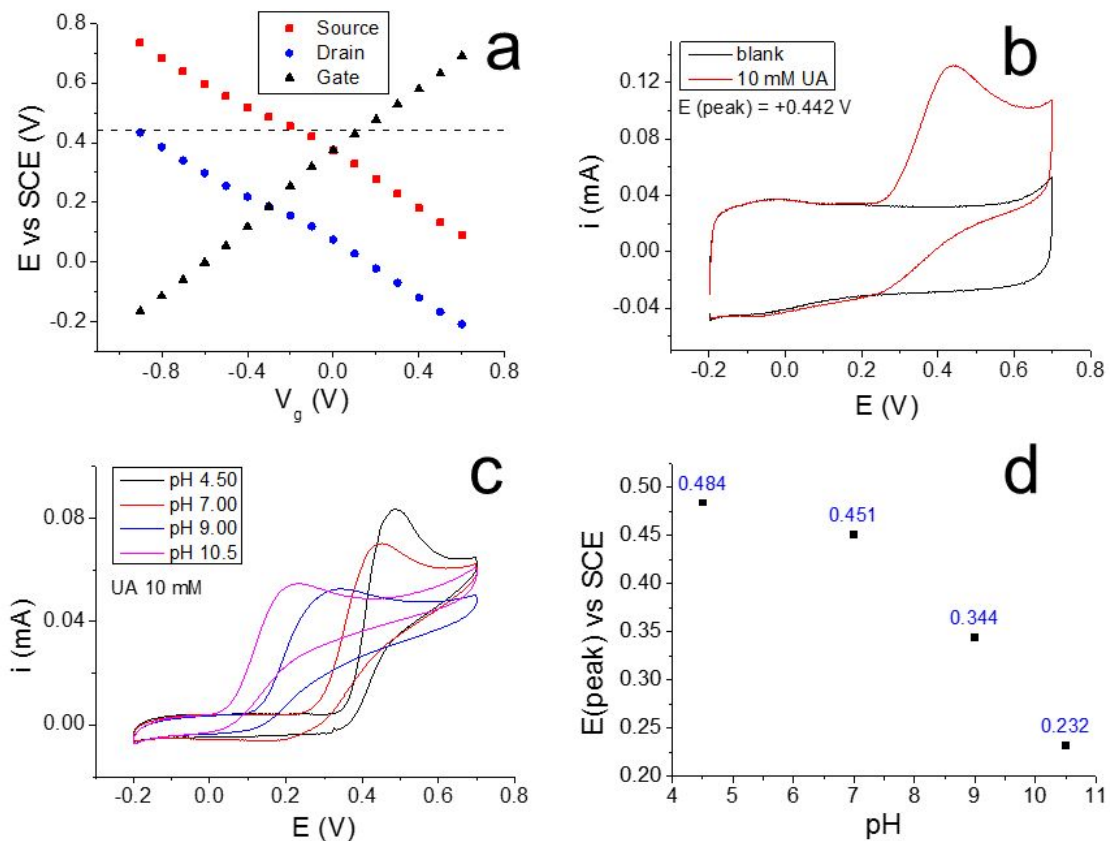 a
Source
Drain
Gate
E vs SCE (V)
0.8
0.6
0.4
0.2
0.0
-0.2
-0.8
-0.4
0.0
0.4
0.8
Vg (V)
b
blank
10 mM UA
E (peak) = +0.442 V
i (mA)
0.12
0.08
0.04
0.00
-0.04
-0.2
0.0
0.2
0.4
0.6
0.8
E (V)
c
pH 4.50
pH 7.00
pH 9.00
pH 10.5
UA 10 mM
i (mA)
0.08
0.04
0.00
-0.2
0.0
0.2
0.4
0.6
0.8
E (V)
d
0.484
0.451
0.344
0.232
E(peak) vs SCE
0.50
0.45
0.40
0.35
0.30
0.25
0.20
4
5
6
7
8
9
10
11
pH